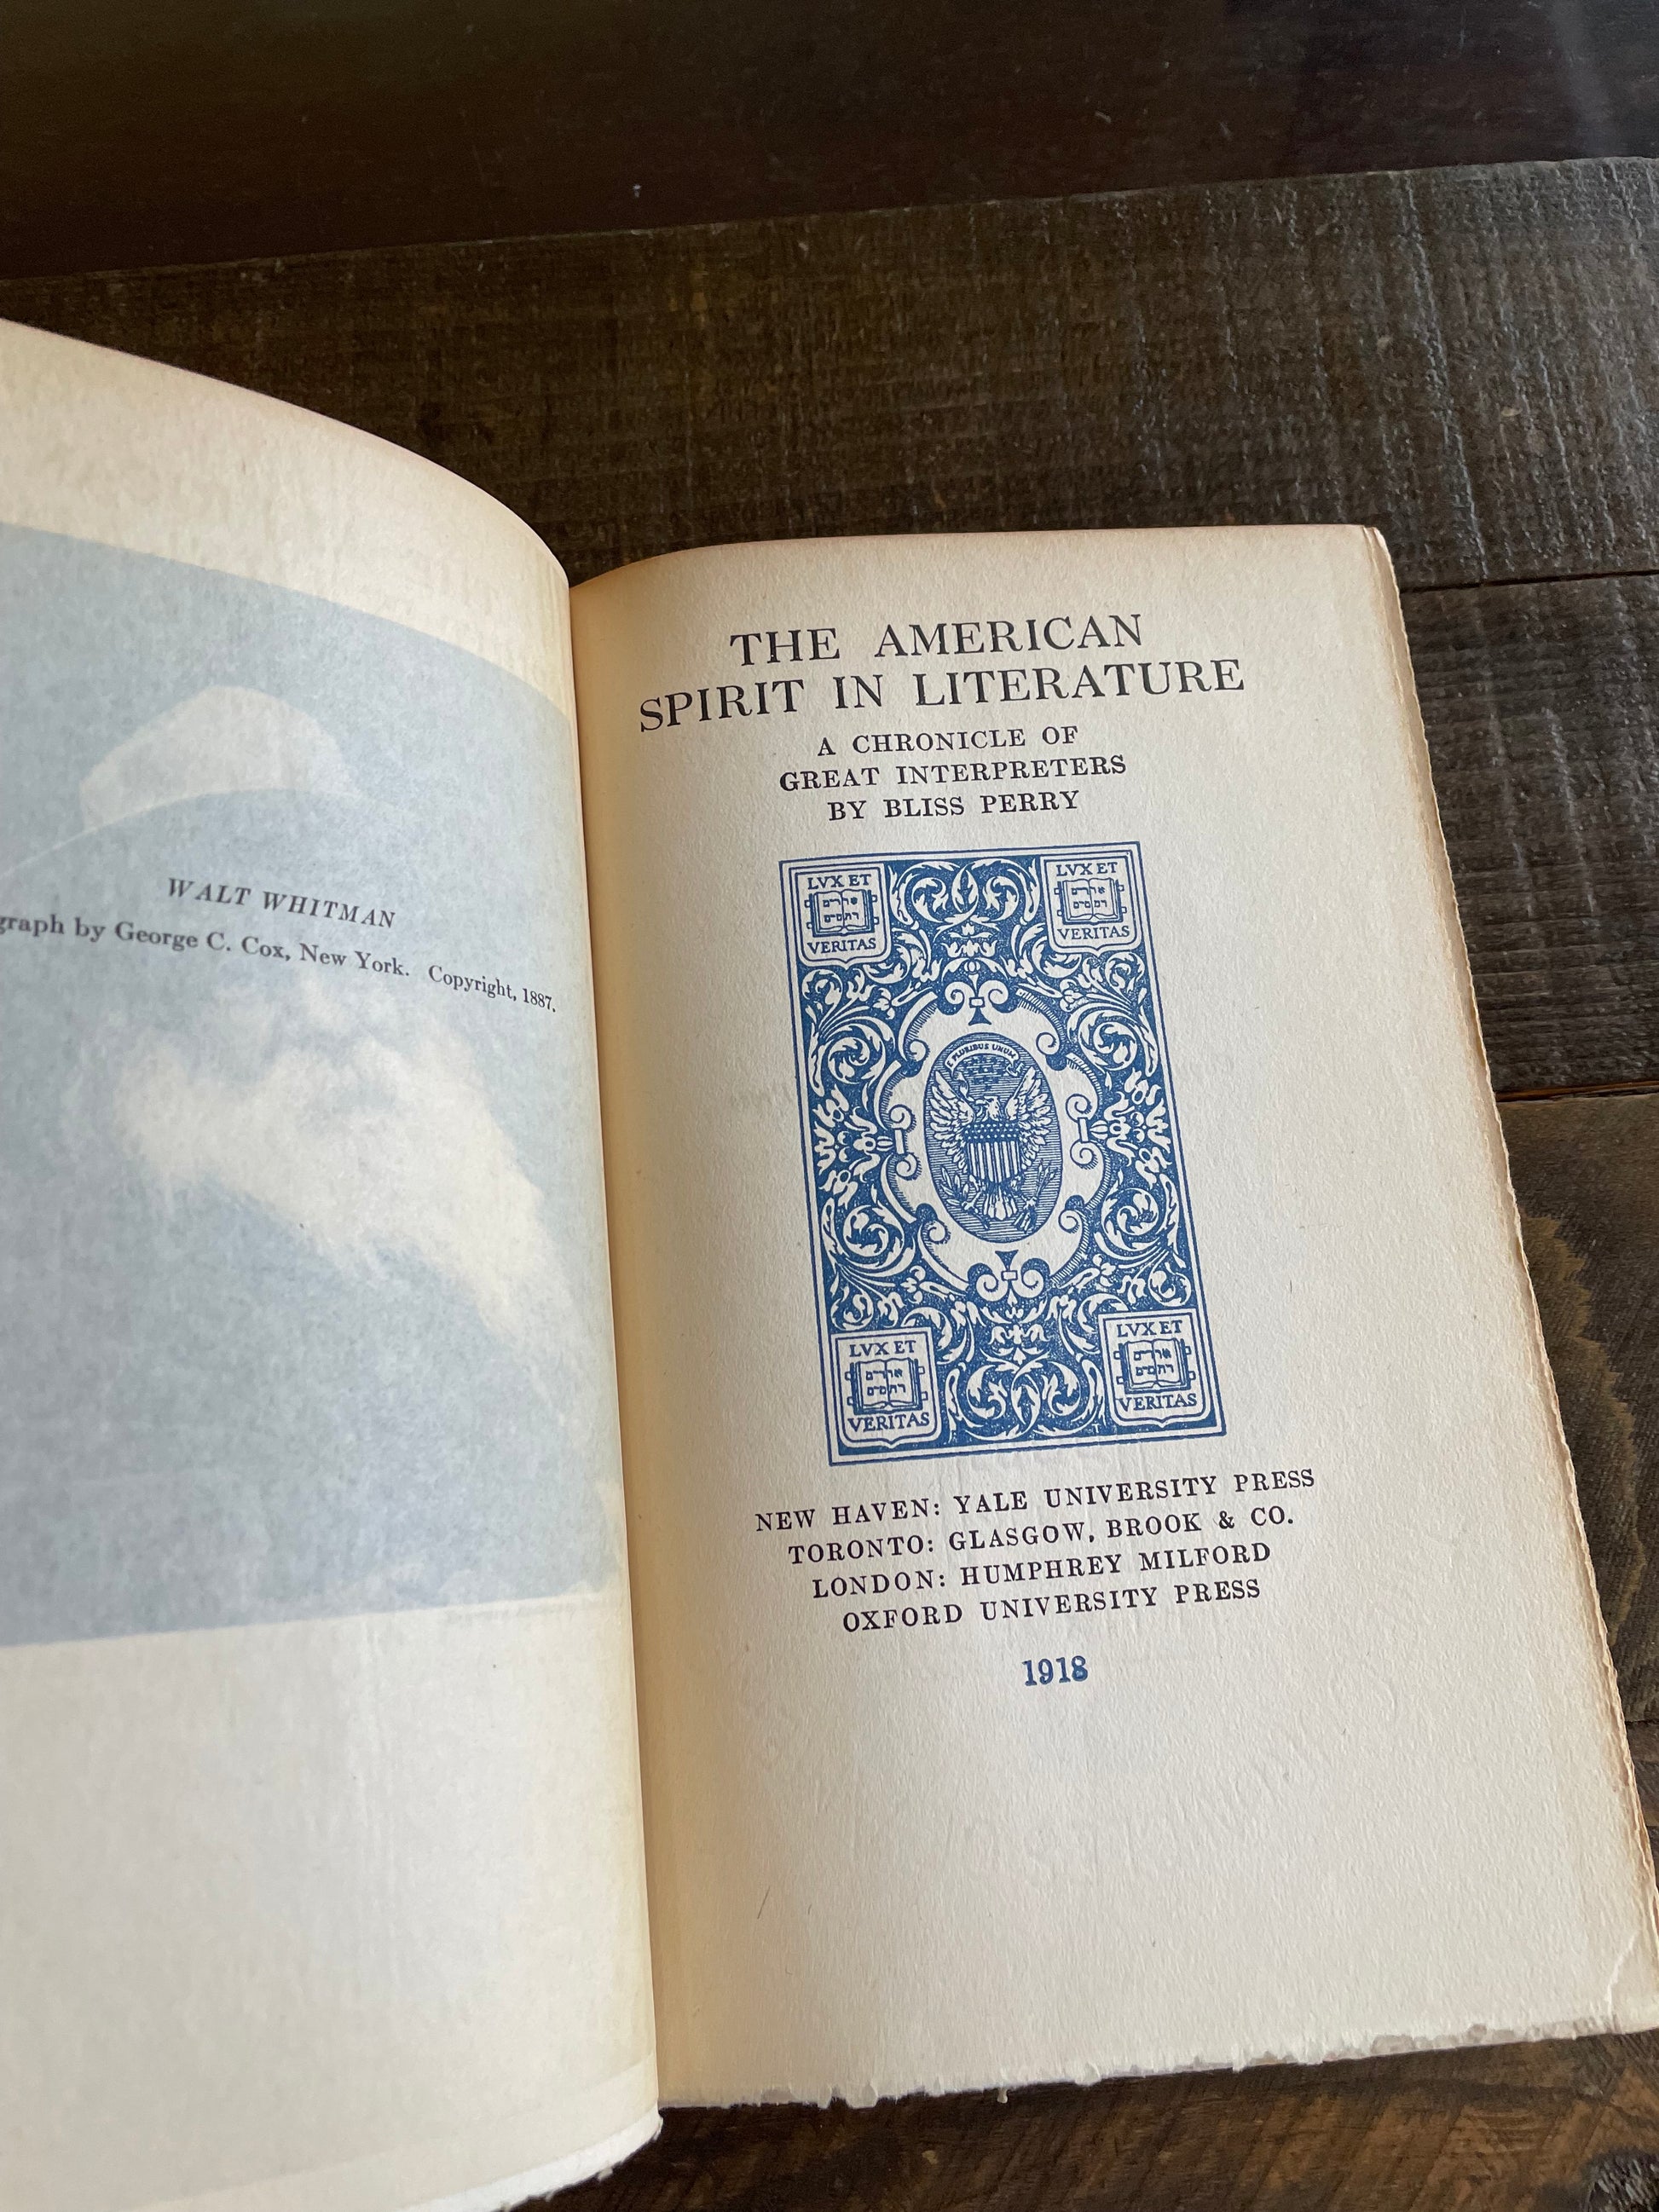 WALT WHITMAN
graph by George C. Cox, New York. Copyright, 1887.
THE AMERICAN
SPIRIT IN LITERATURE
A CHRONICLE OF
GREAT INTERPRETERS
BY BLISS PERRY
LVX ET
VERITAS
LVX ET
VERITAS
E PLURIBUS UNUM
LVX ET
VERITAS
LVX ET
VERITAS
NEW HAVEN: YALE UNIVERSITY PRESS
TORONTO: GLASGOW, BROOK & CO.
LONDON: HUMPHREY MILFORD
OXFORD UNIVERSITY PRESS
1918